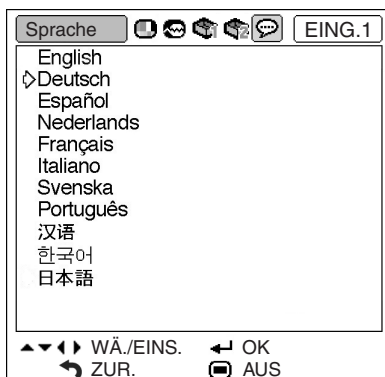 Sprache EING.1
English
Deutsch
Español
Nederlands
Français
Italiano
Svenska
Português
汉语
한국어
日本語
WÄ./EINS. OK
ZUR. AUS